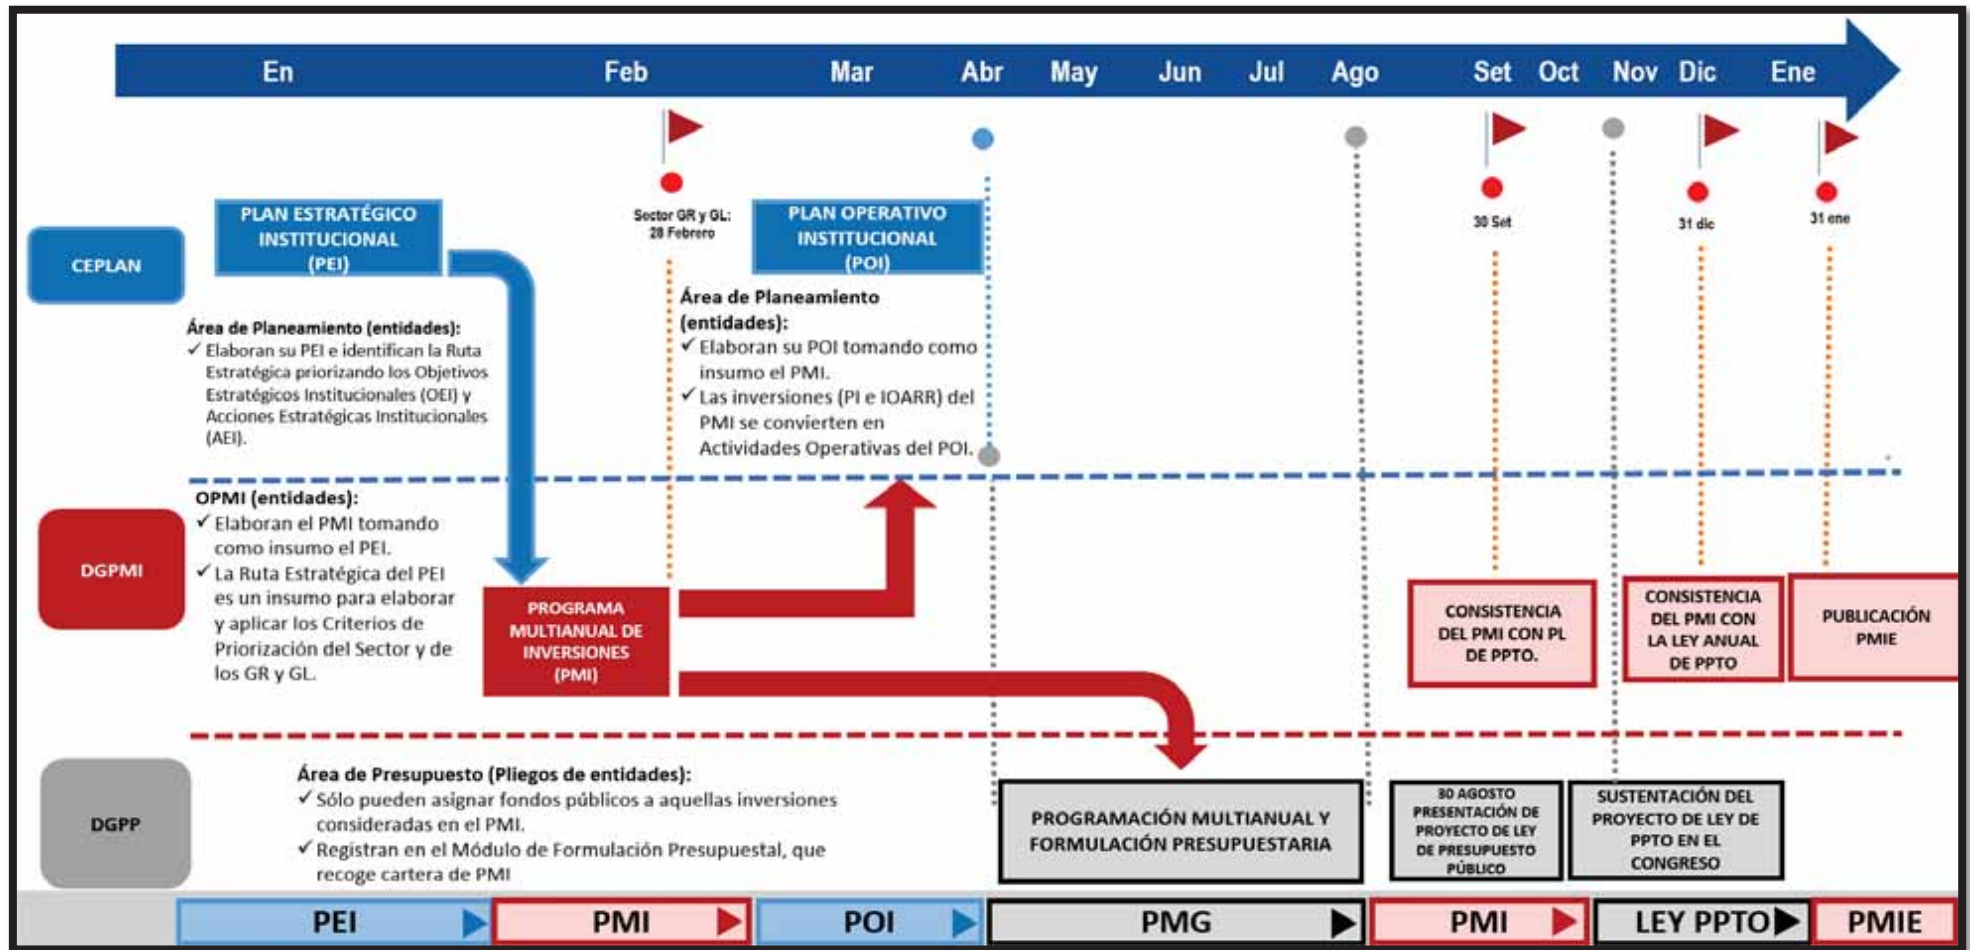 En Feb Mar Abr May Jun Jul Ago Set Oct Nov Dic Ene
CEPLAN
PLAN ESTRATÉGICO
INSTITUCIONAL
(PEI)
Área de Planeamiento (entidades):
✓ Elaboran su PEI e identifican la Ruta
Estratégica priorizando los Objetivos
Estratégicos Institucionales (OEI) y
Acciones Estratégicas Institucionales
(AEI).
Sector GR y GL:
28 Febrero
PLAN OPERATIVO
INSTITUCIONAL
(POI)
Área de Planeamiento
(entidades):
✓ Elaboran su POI tomando como
insumo el PMI.
✓ Las inversiones (PI e IOARR) del
PMI se convierten en
Actividades Operativas del POI.
30 Set
31 dic
31 ene
DGPMI
OPMI (entidades):
✓ Elaboran el PMI tomando
como insumo el PEI.
✓ La Ruta Estratégica del PEI
es un insumo para elaborar
y aplicar los Criterios de
Priorización del Sector y de
los GR y GL.
PROGRAMA
MULTIANUAL DE
INVERSIONES
(PMI)
CONSISTENCIA
DEL PMI CON PL
DE PPTO.
CONSISTENCIA
DEL PMI CON
LA LEY ANUAL
DE PPTO
PUBLICACIÓN
PMIE
DGPP
Área de Presupuesto (Pliegos de entidades):
✓ Sólo pueden asignar fondos públicos a aquellas inversiones
consideradas en el PMI.
✓ Registran en el Módulo de Formulación Presupuestal, que
recoge cartera de PMI
PROGRAMACIÓN MULTIANUAL Y
FORMULACIÓN PRESUPUESTARIA
30 AGOSTO
PRESENTACIÓN DE
PROYECTO DE LEY
DE PRESUPUESTO
PÚBLICO
SUSTENTACIÓN DEL
PROYECTO DE LEY DE
PPTO EN EL
CONGRESO
PEI PMI POI PMG PMI LEY PPTO PMIE